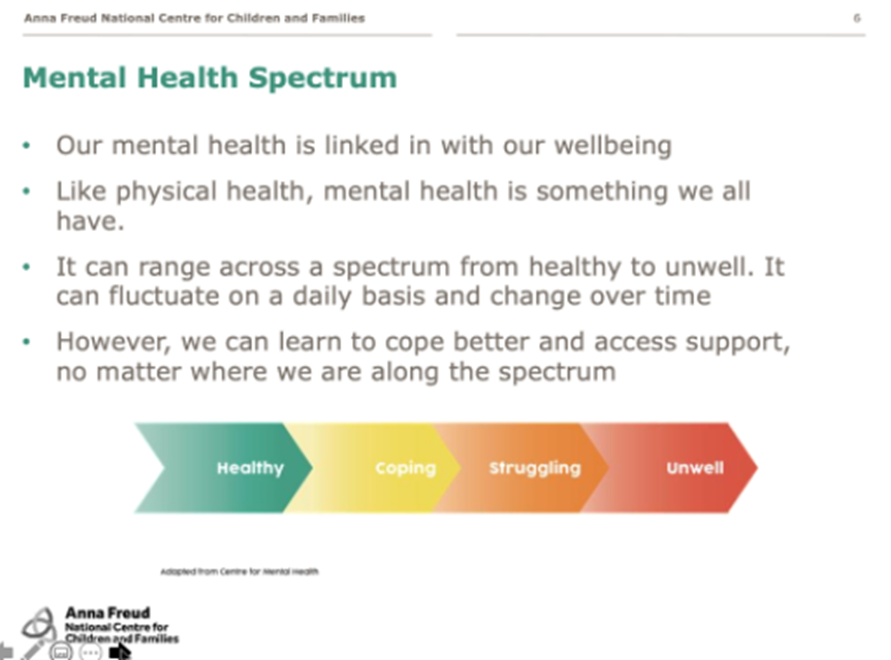 Anna Freud National Centre for Children and Families
6
Mental Health Spectrum
• Our mental health is linked in with our wellbeing
• Like physical health, mental health is something we all
have.
• It can range across a spectrum from healthy to unwell. It
can fluctuate on a daily basis and change over time
• However, we can learn to cope better and access support,
no matter where we are along the spectrum
Healthy
Coping
Struggling
Unwell
Adapted from Centre for Mental Health
Anna Freud
National Centre for
Children and Families